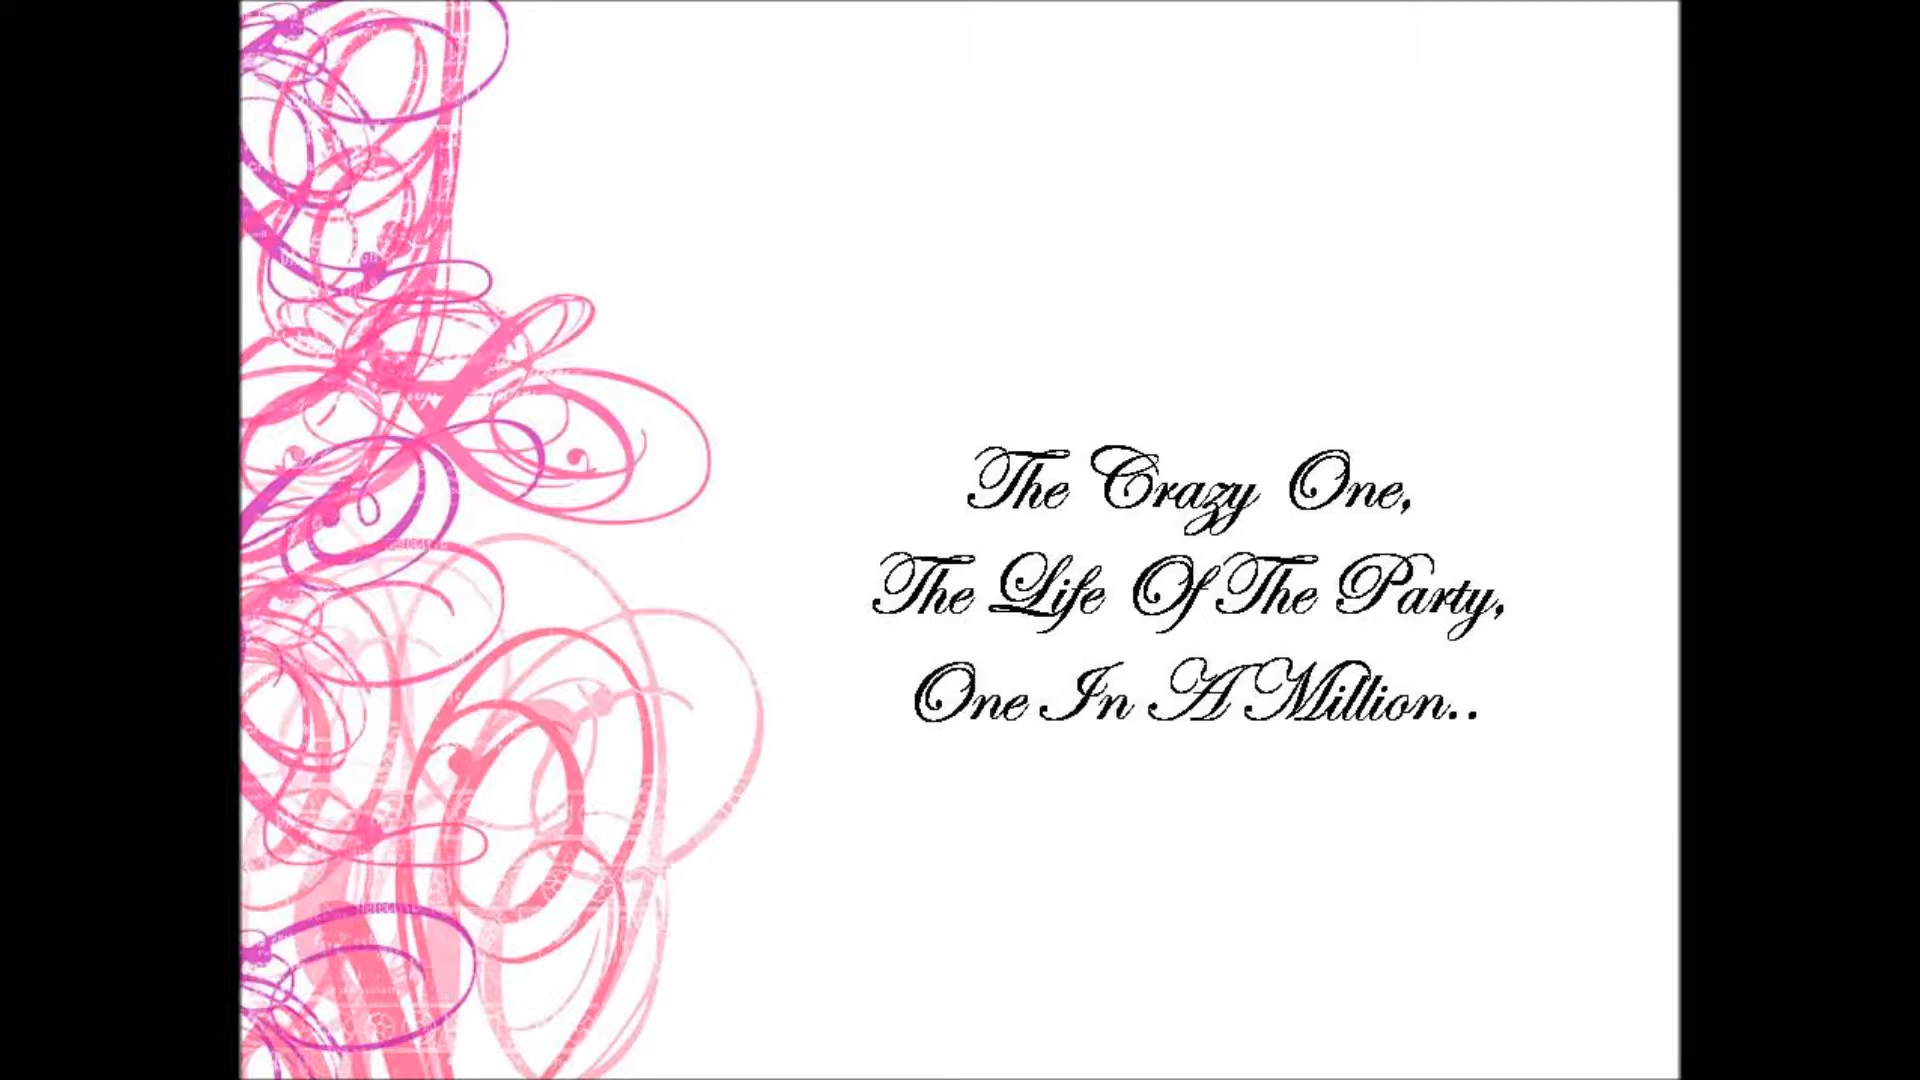 The Crazy One,
The Life Of The Party,
One In A Million..